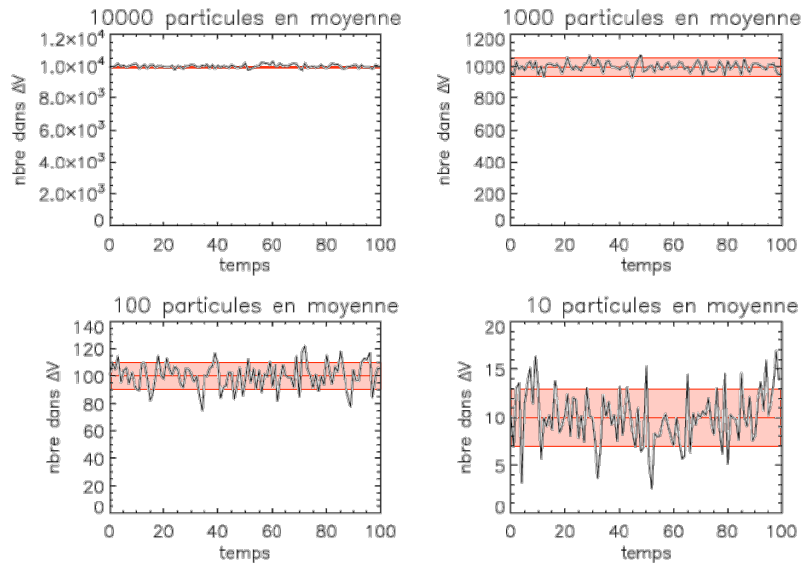 10000 particules en moyenne
1.2×10⁴
1.0×10⁴
8.0×10³
6.0×10³
4.0×10³
2.0×10³
0
nbre dans ΔV
0 20 40 60 80 100
temps
1000 particules en moyenne
1200
1000
800
600
400
200
0
nbre dans ΔV
0 20 40 60 80 100
temps
100 particules en moyenne
140
120
100
80
60
40
20
0
nbre dans ΔV
0 20 40 60 80 100
temps
10 particules en moyenne
20
15
10
5
0
nbre dans ΔV
0 20 40 60 80 100
temps